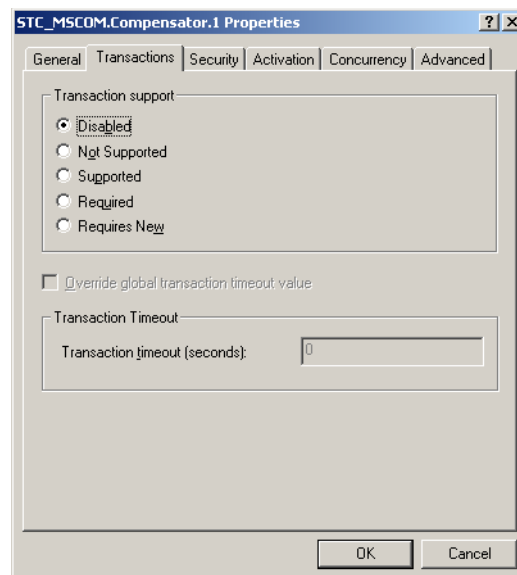 STC_MSCOM.Compensator.1 Properties ? X
General Transactions Security Activation Concurrency Advanced
Transaction support
Disabled
Not Supported
Supported
Required
Requires New
Override global transaction timeout value
Transaction Timeout
Transaction timeout (seconds): 0
OK Cancel